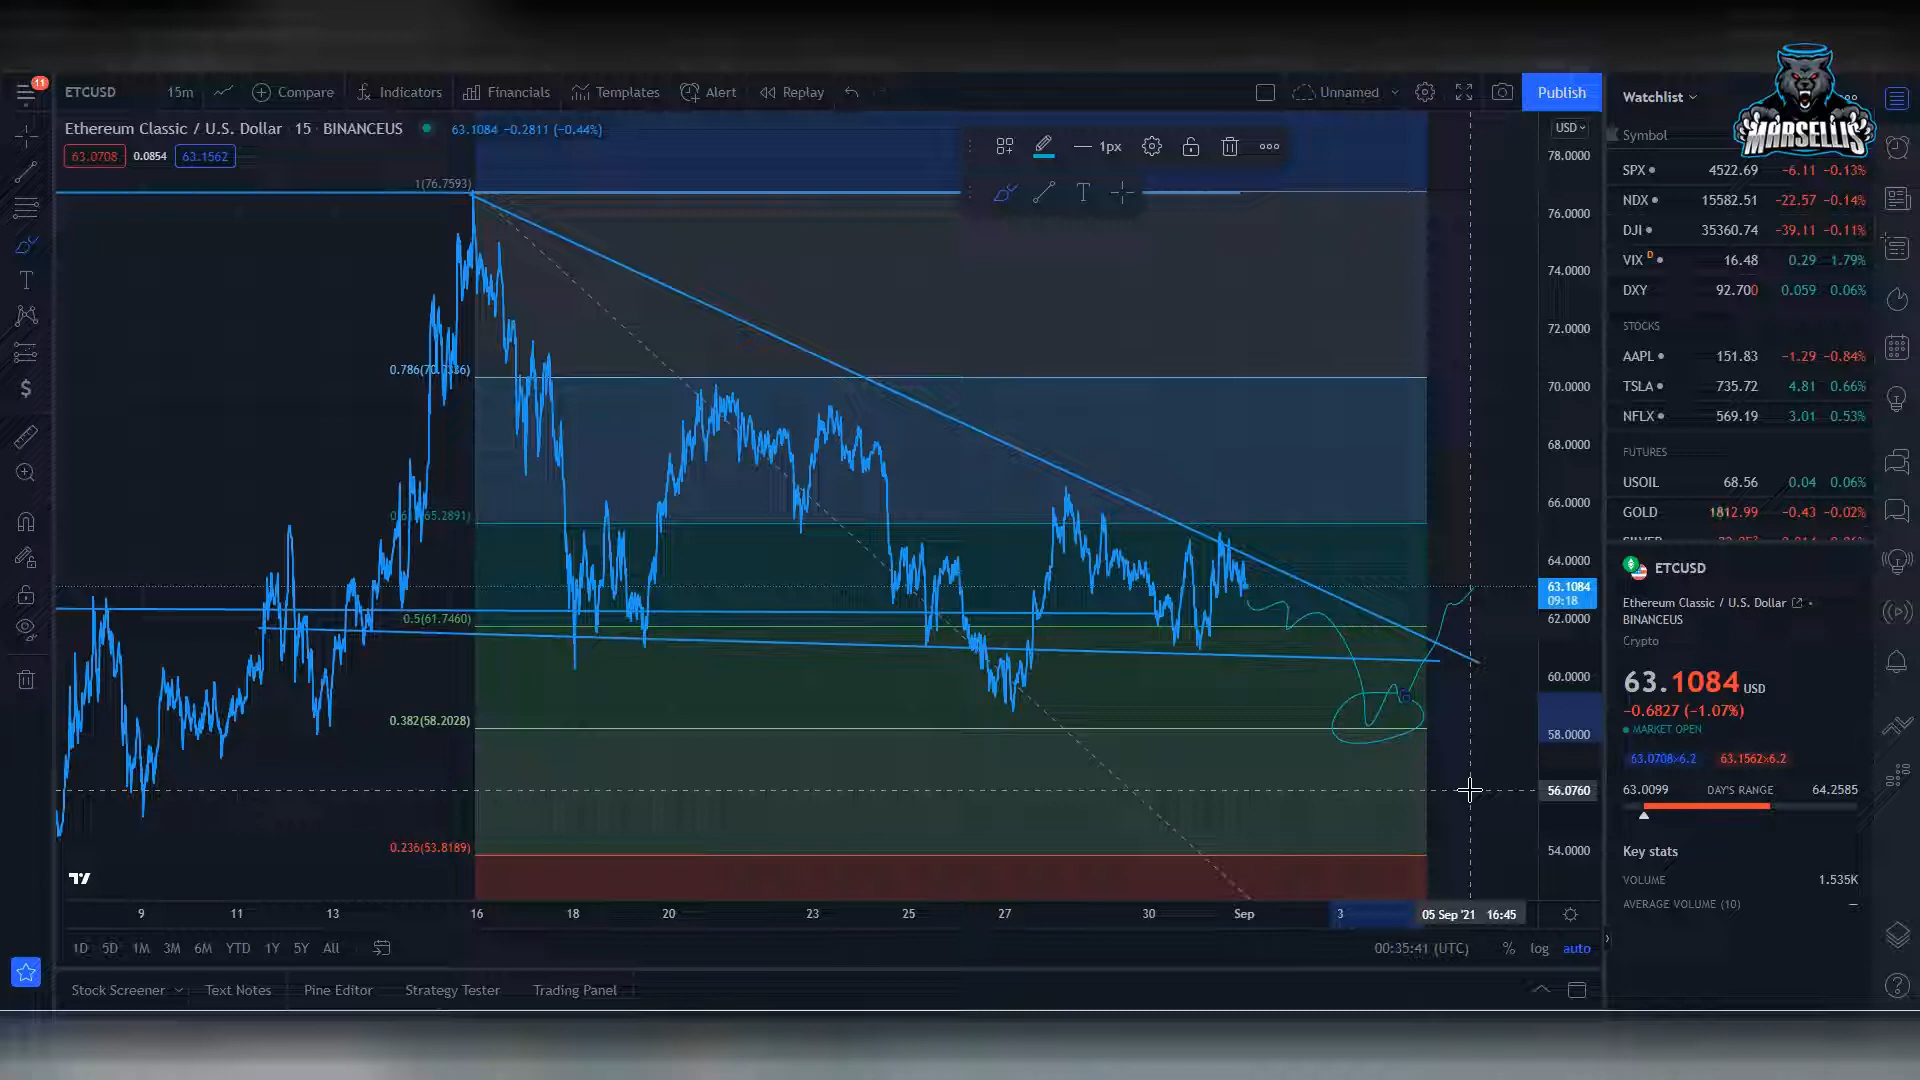 11
ETCUSD 15m Compare Indicators Financials Templates Alert Replay Unnamed Publish
Ethereum Classic / U.S. Dollar · 15 · BINANCEUS 63.1084 −0.2811 (−0.44%)
63.0708 0.0854 63.1562
1px
T
USD
1(76.7593)
0.786(70.7336)
65.2891)
0.5(61.7460)
0.382(58.2028)
0.236(53.8189)
78.0000
76.0000
74.0000
72.0000
70.0000
68.0000
66.0000
64.0000
63.1084
09:18
62.0000
60.0000
58.0000
56.0760
54.0000
9 11 13 16 18 20 23 25 27 30 Sep 3 05 Sep '21 16:45
1D 5D 1M 3M 6M YTD 1Y 5Y All 00:35:41 (UTC) % log auto
Stock Screener Text Notes Pine Editor Strategy Tester Trading Panel
Watchlist
MARSELLIS
Symbol
SPX 4522.69 −6.11 −0.13%
NDX 15582.51 −22.57 −0.14%
DJI 35360.74 −39.11 −0.11%
VIX D 16.48 0.29 1.79%
DXY 92.700 0.059 0.06%
STOCKS
AAPL 151.83 −1.29 −0.84%
TSLA 735.72 4.81 0.66%
NFLX 569.19 3.01 0.53%
FUTURES
USOIL 68.56 0.04 0.06%
GOLD 1812.99 −0.43 −0.02%
ETCUSD
Ethereum Classic / U.S. Dollar
BINANCEUS
Crypto
63.1084 USD
−0.6827 (−1.07%)
MARKET OPEN
63.0708×6.2 63.1562×6.2
63.0099 DAY'S RANGE 64.2585
Key stats
VOLUME 1.535K
AVERAGE VOLUME (10) —